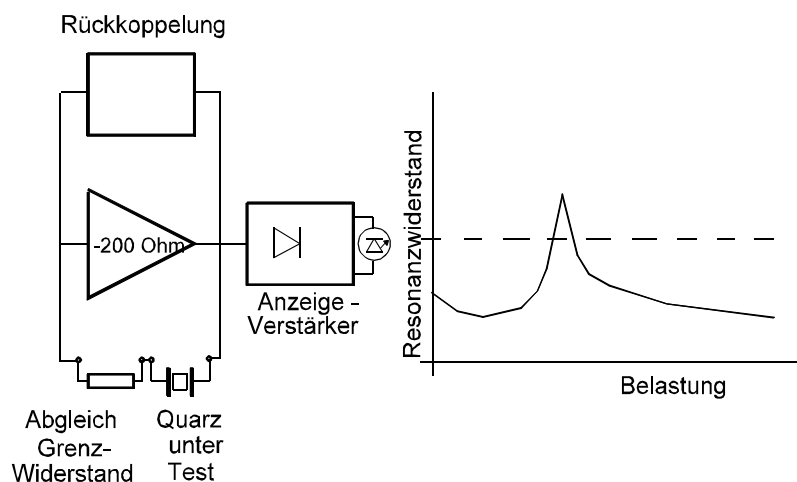 Rückkoppelung
-200 Ohm
Anzeige -
Verstärker
Abgleich
Grenz-
Widerstand
Quarz
unter
Test
Resonanzwiderstand
Belastung